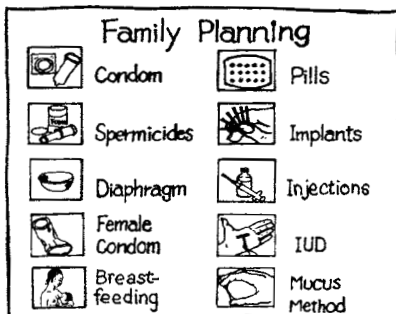 Family Planning
Condom
Pills
Spermicides
Implants
Diaphragm
Injections
Female
Condom
IUD
Breast-
feeding
Mucus
Method